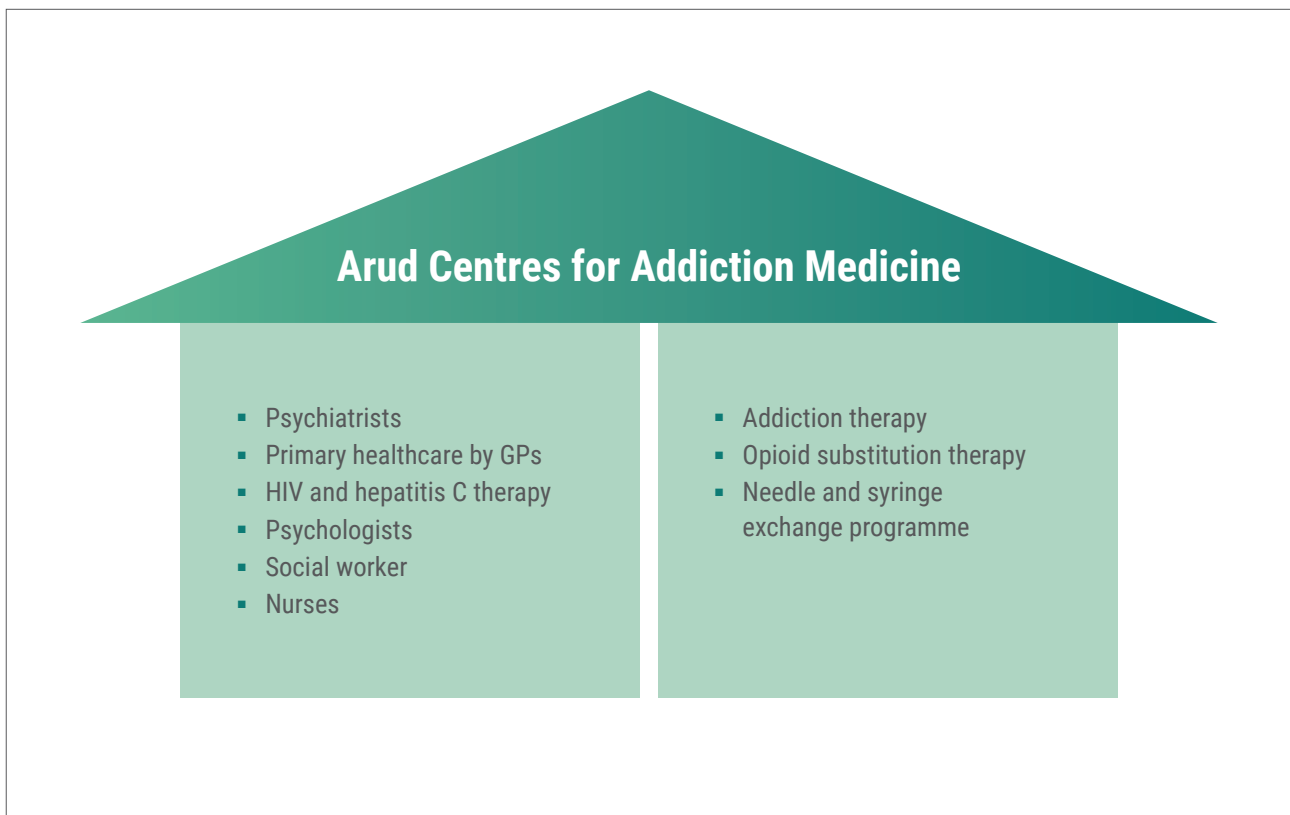 Arud Centres for Addiction Medicine
▪ Psychiatrists
▪ Primary healthcare by GPs
▪ HIV and hepatitis C therapy
▪ Psychologists
▪ Social worker
▪ Nurses
▪ Addiction therapy
▪ Opioid substitution therapy
▪ Needle and syringe
exchange programme